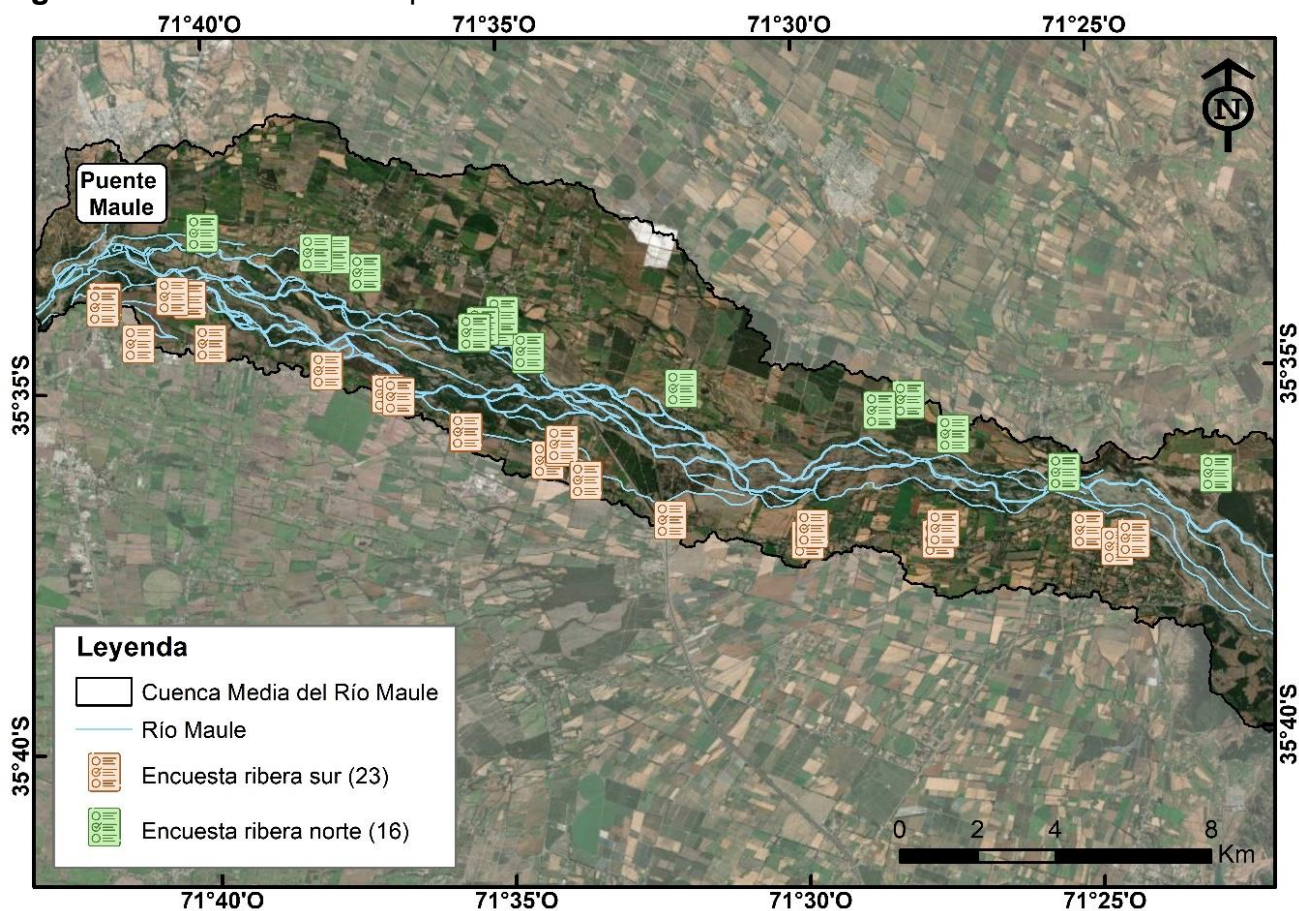 71°40'O
71°35'O
71°30'O
71°25'O
N
Puente
Maule
35°35'S
35°35'S
35°40'S
35°40'S
Leyenda
Cuenca Media del Río Maule
Río Maule
Encuesta ribera sur (23)
Encuesta ribera norte (16)
0 2 4 8
Km
71°40'O
71°35'O
71°30'O
71°25'O